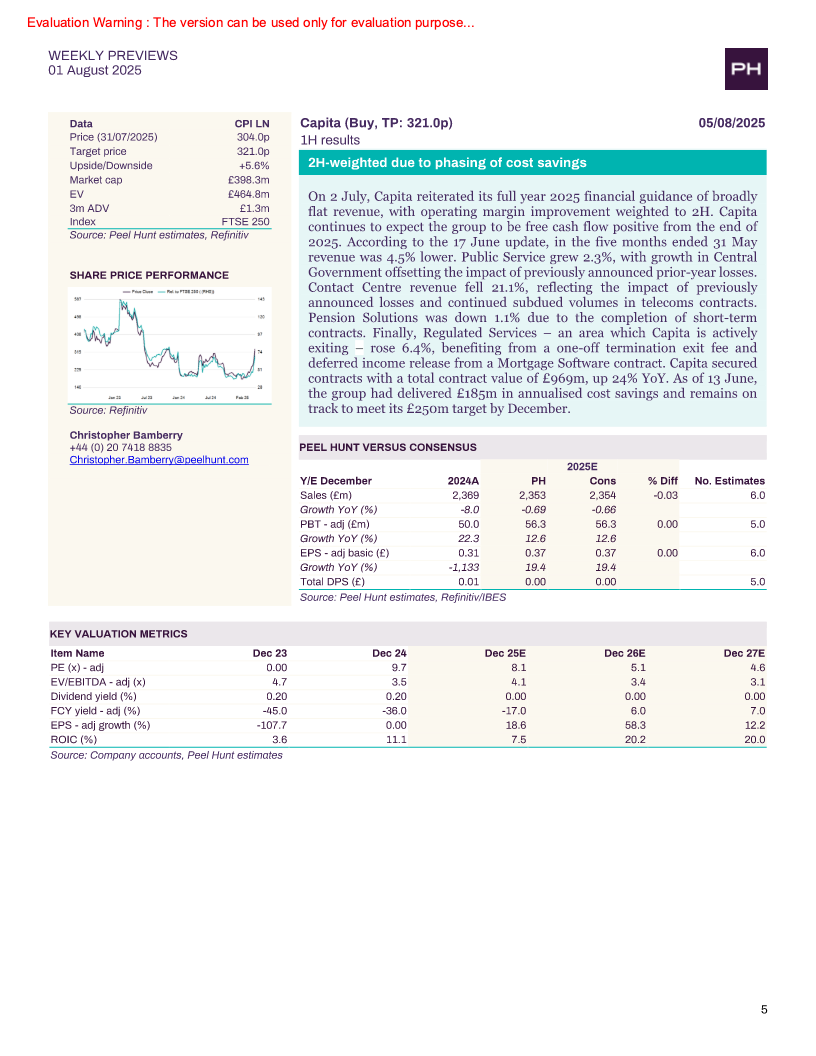 Evaluation Warning : The version can be used only for evaluation purpose...
WEEKLY PREVIEWS
01 August 2025
PH
Data CPI LN
Price (31/07/2025) 304.0p
Target price 321.0p
Upside/Downside +5.6%
Market cap £398.3m
EV £464.8m
3m ADV £1.3m
Index FTSE 250
Source: Peel Hunt estimates, Refinitiv
SHARE PRICE PERFORMANCE
Price Close Rel to FTSE 250 (RHS)
Jan 23 Jul 23 Jan 24 Jul 24 Feb 25
Source: Refinitiv
Christopher Bamberry
+44 (0) 20 7418 8835
Christopher.Bamberry@peelhunt.com
Capita (Buy, TP: 321.0p) 05/08/2025
1H results
2H-weighted due to phasing of cost savings
On 2 July, Capita reiterated its full year 2025 financial guidance of broadly
flat revenue, with operating margin improvement weighted to 2H. Capita
continues to expect the group to be free cash flow positive from the end of
2025. According to the 17 June update, in the five months ended 31 May
revenue was 4.5% lower. Public Service grew 2.3%, with growth in Central
Government offsetting the impact of previously announced prior-year losses.
Contact Centre revenue fell 21.1%, reflecting the impact of previously
announced losses and continued subdued volumes in telecoms contracts.
Pension Solutions was down 1.1% due to the completion of short-term
contracts. Finally, Regulated Services – an area which Capita is actively
exiting – rose 6.4%, benefiting from a one-off termination exit fee and
deferred income release from a Mortgage Software contract. Capita secured
contracts with a total contract value of £969m, up 24% YoY. As of 13 June,
the group had delivered £185m in annualised cost savings and remains on
track to meet its £250m target by December.
PEEL HUNT VERSUS CONSENSUS
2025E
Y/E December 2024A PH Cons % Diff No. Estimates
Sales (£m) 2,369 2,353 2,354 -0.03 6.0
Growth YoY (%) -8.0 -0.69 -0.66
PBT - adj (£m) 50.0 56.3 56.3 0.00 5.0
Growth YoY (%) 22.3 12.6 12.6
EPS - adj basic (£) 0.31 0.37 0.37 0.00 6.0
Growth YoY (%) -1,133 19.4 19.4
Total DPS (£) 0.01 0.00 0.00 5.0
Source: Peel Hunt estimates, Refinitiv/IBES
KEY VALUATION METRICS
Item Name Dec 23 Dec 24 Dec 25E Dec 26E Dec 27E
PE (x) - adj 0.00 9.7 8.1 5.1 4.6
EV/EBITDA - adj (x) 4.7 3.5 4.1 3.4 3.1
Dividend yield (%) 0.20 0.20 0.00 0.00 0.00
FCY yield - adj (%) -45.0 -36.0 -17.0 6.0 7.0
EPS - adj growth (%) -107.7 0.00 18.6 58.3 12.2
ROIC (%) 3.6 11.1 7.5 20.2 20.0
Source: Company accounts, Peel Hunt estimates
5